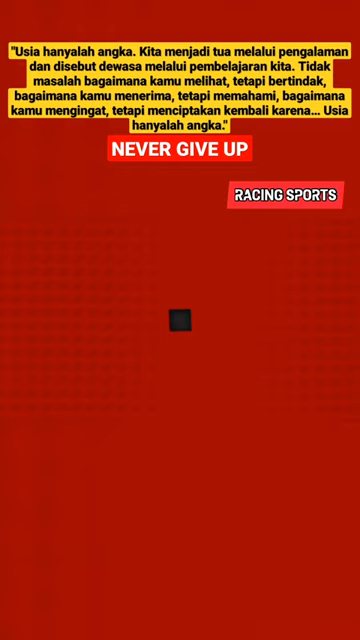 "Usia hanyalah angka. Kita menjadi tua melalui pengalaman
dan disebut dewasa melalui pembelajaran kita. Tidak
masalah bagaimana kamu melihat, tetapi bertindak,
bagaimana kamu menerima, tetapi memahami, bagaimana
kamu mengingat, tetapi menciptakan kembali karena... Usia
hanyalah angka."
NEVER GIVE UP
RACING SPORTS